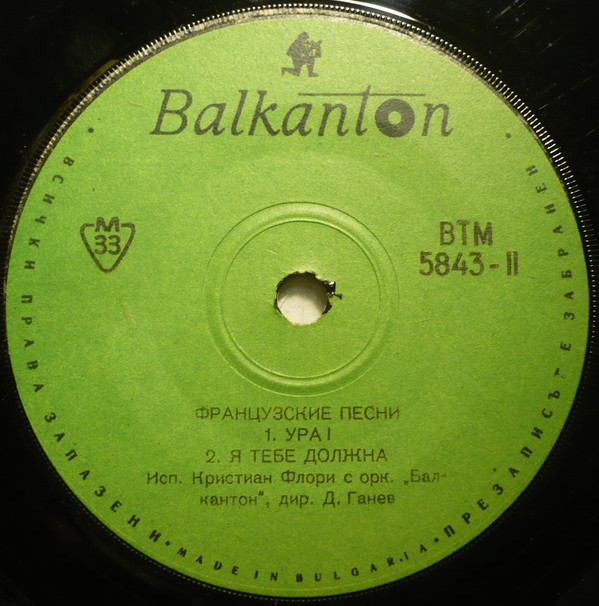 Balkanton
M
33
ВТМ
5843-II
ФРАНЦУЗСКИЕ ПЕСНИ
1. УРА!
2. Я ТЕБЕ ДОЛЖНА
Исп. Кристиан Флори с орк. „Бал-
кантон“, дир. Д. Ганев
• ВСИЧКИ ПРАВА ЗАПАЗЕНИ • MADE IN BULGARIA • ПРЕЗАПИСЪТ Е ЗАБРАНЕН •